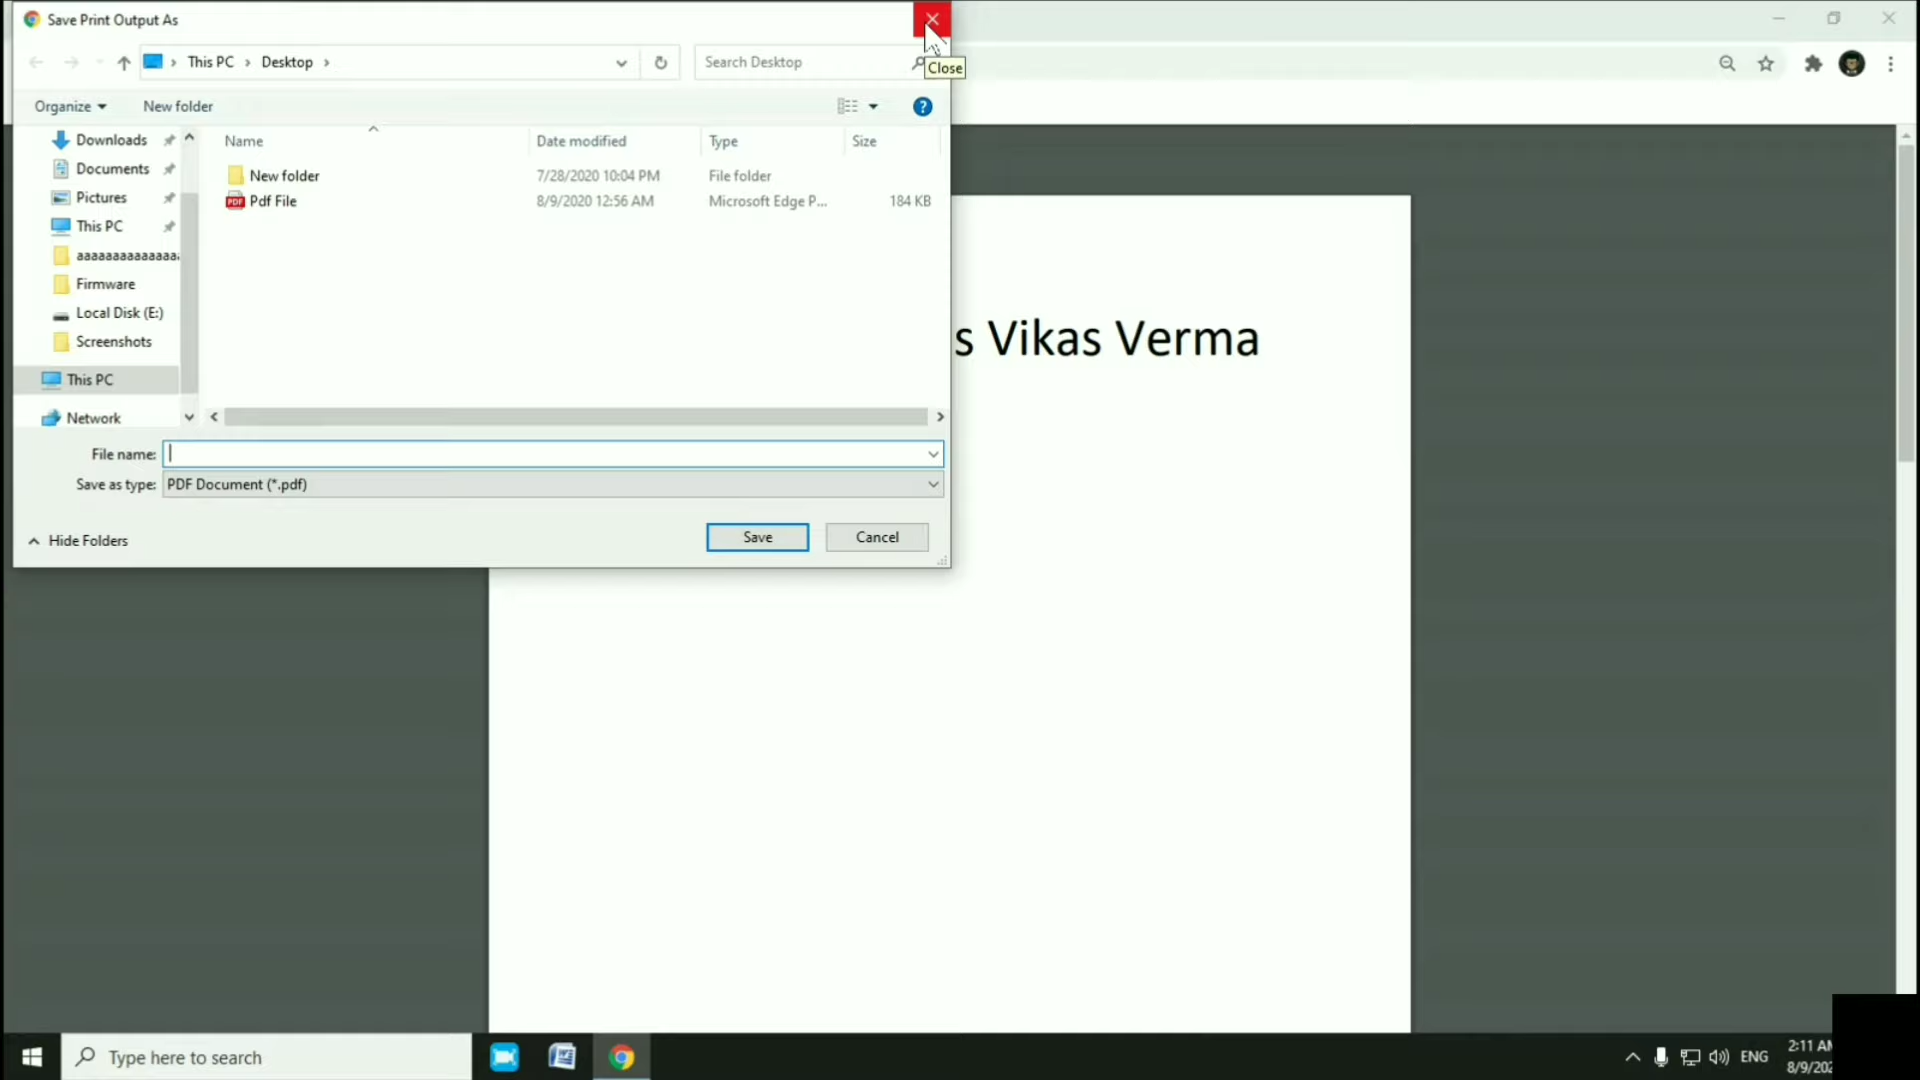 Save Print Output As
This PC > Desktop >
Search Desktop
Close
Organize
New folder
Downloads
Documents
Pictures
This PC
aaaaaaaaaaaaaa
Firmware
Local Disk (E:)
Screenshots
This PC
Network
Name Date modified Type Size
New folder 7/28/2020 10:04 PM File folder
Pdf File 8/9/2020 12:56 AM Microsoft Edge P... 184 KB
s Vikas Verma
File name:
Save as type: PDF Document (*.pdf)
Hide Folders
Save
Cancel
Type here to search
ENG
2:11 AM
8/9/202